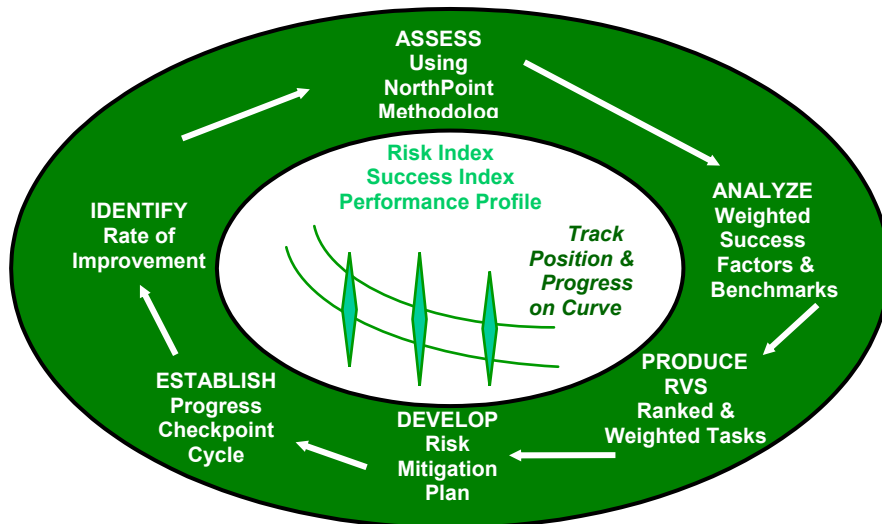 ASSESS
Using
NorthPoint
Methodolog
Risk Index
Success Index
Performance Profile
Track
Position &
Progress
on Curve
ANALYZE
Weighted
Success
Factors &
Benchmarks
PRODUCE
RVS
Ranked &
Weighted Tasks
DEVELOP
Risk
Mitigation
Plan
ESTABLISH
Progress
Checkpoint
Cycle
IDENTIFY
Rate of
Improvement